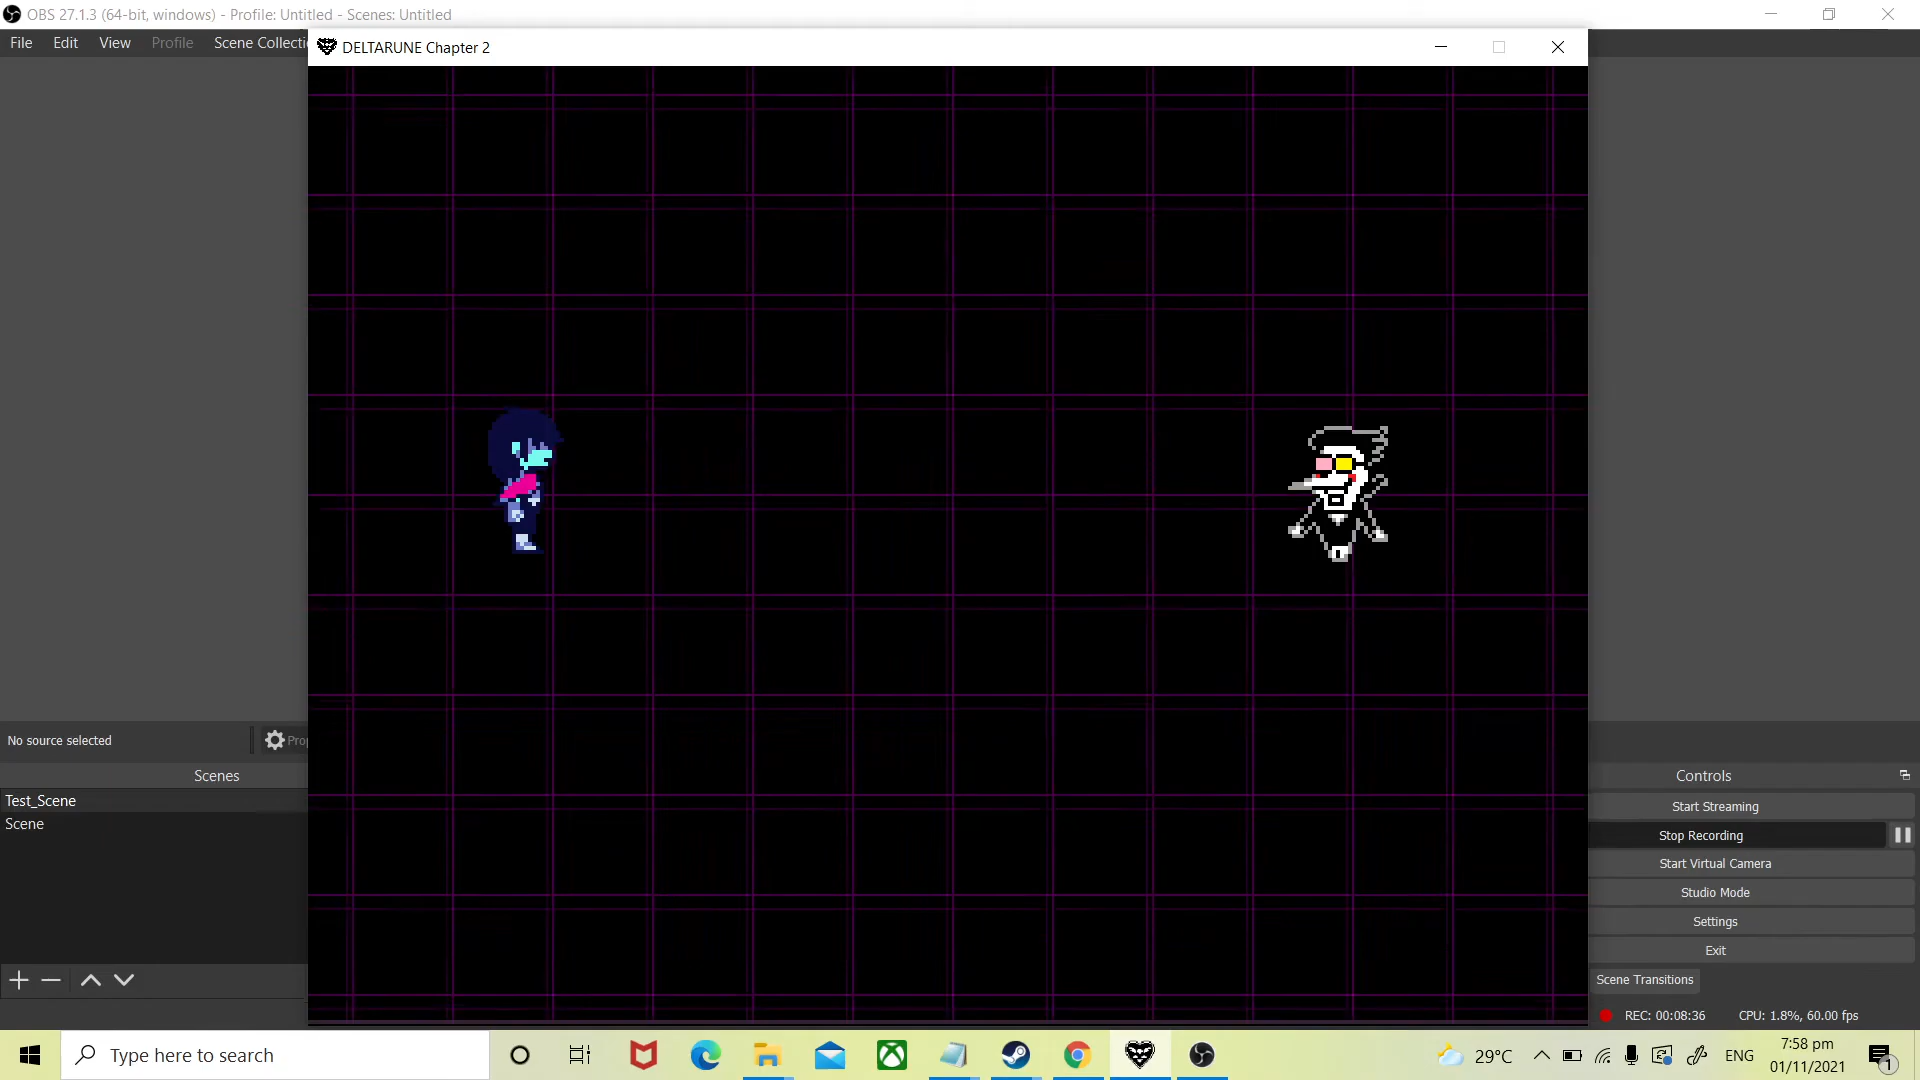 OBS 27.1.3 (64-bit, windows) - Profile: Untitled - Scenes: Untitled
File Edit View Profile Scene Collecti
DELTARUNE Chapter 2
No source selected
Prop
Scenes
Test_Scene
Scene
Controls
Start Streaming
Stop Recording
Start Virtual Camera
Studio Mode
Settings
Exit
Scene Transitions
REC: 00:08:36 CPU: 1.8%, 60.00 fps
Type here to search
29°C
ENG
7:58 pm
01/11/2021
1